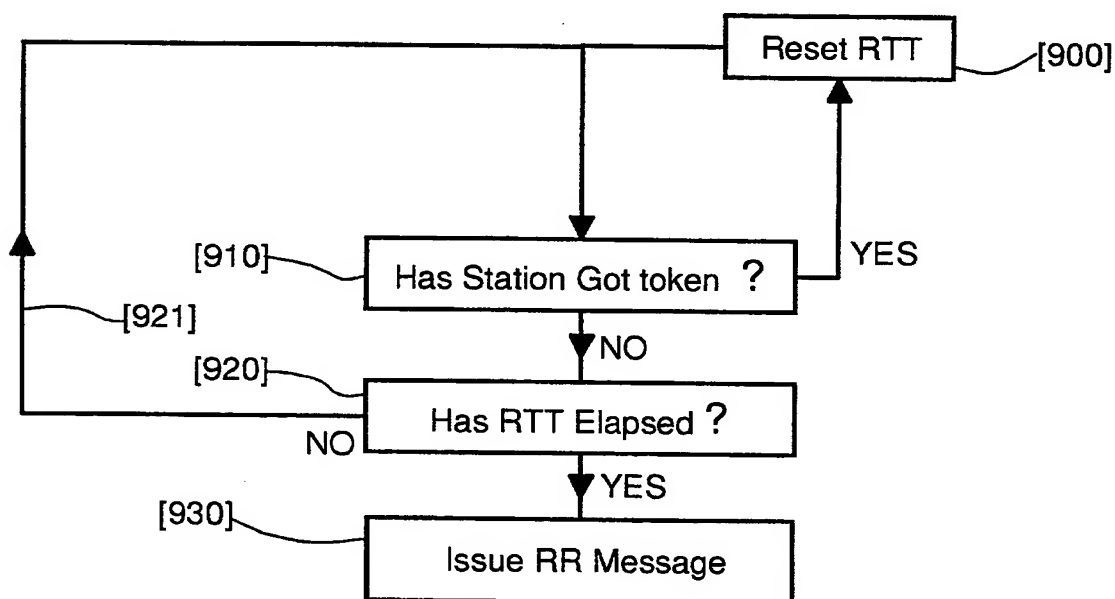 Reset RTT
[900]
[910]
Has Station Got token ?
YES
[921]
NO
[920]
Has RTT Elapsed ?
NO
YES
[930]
Issue RR Message